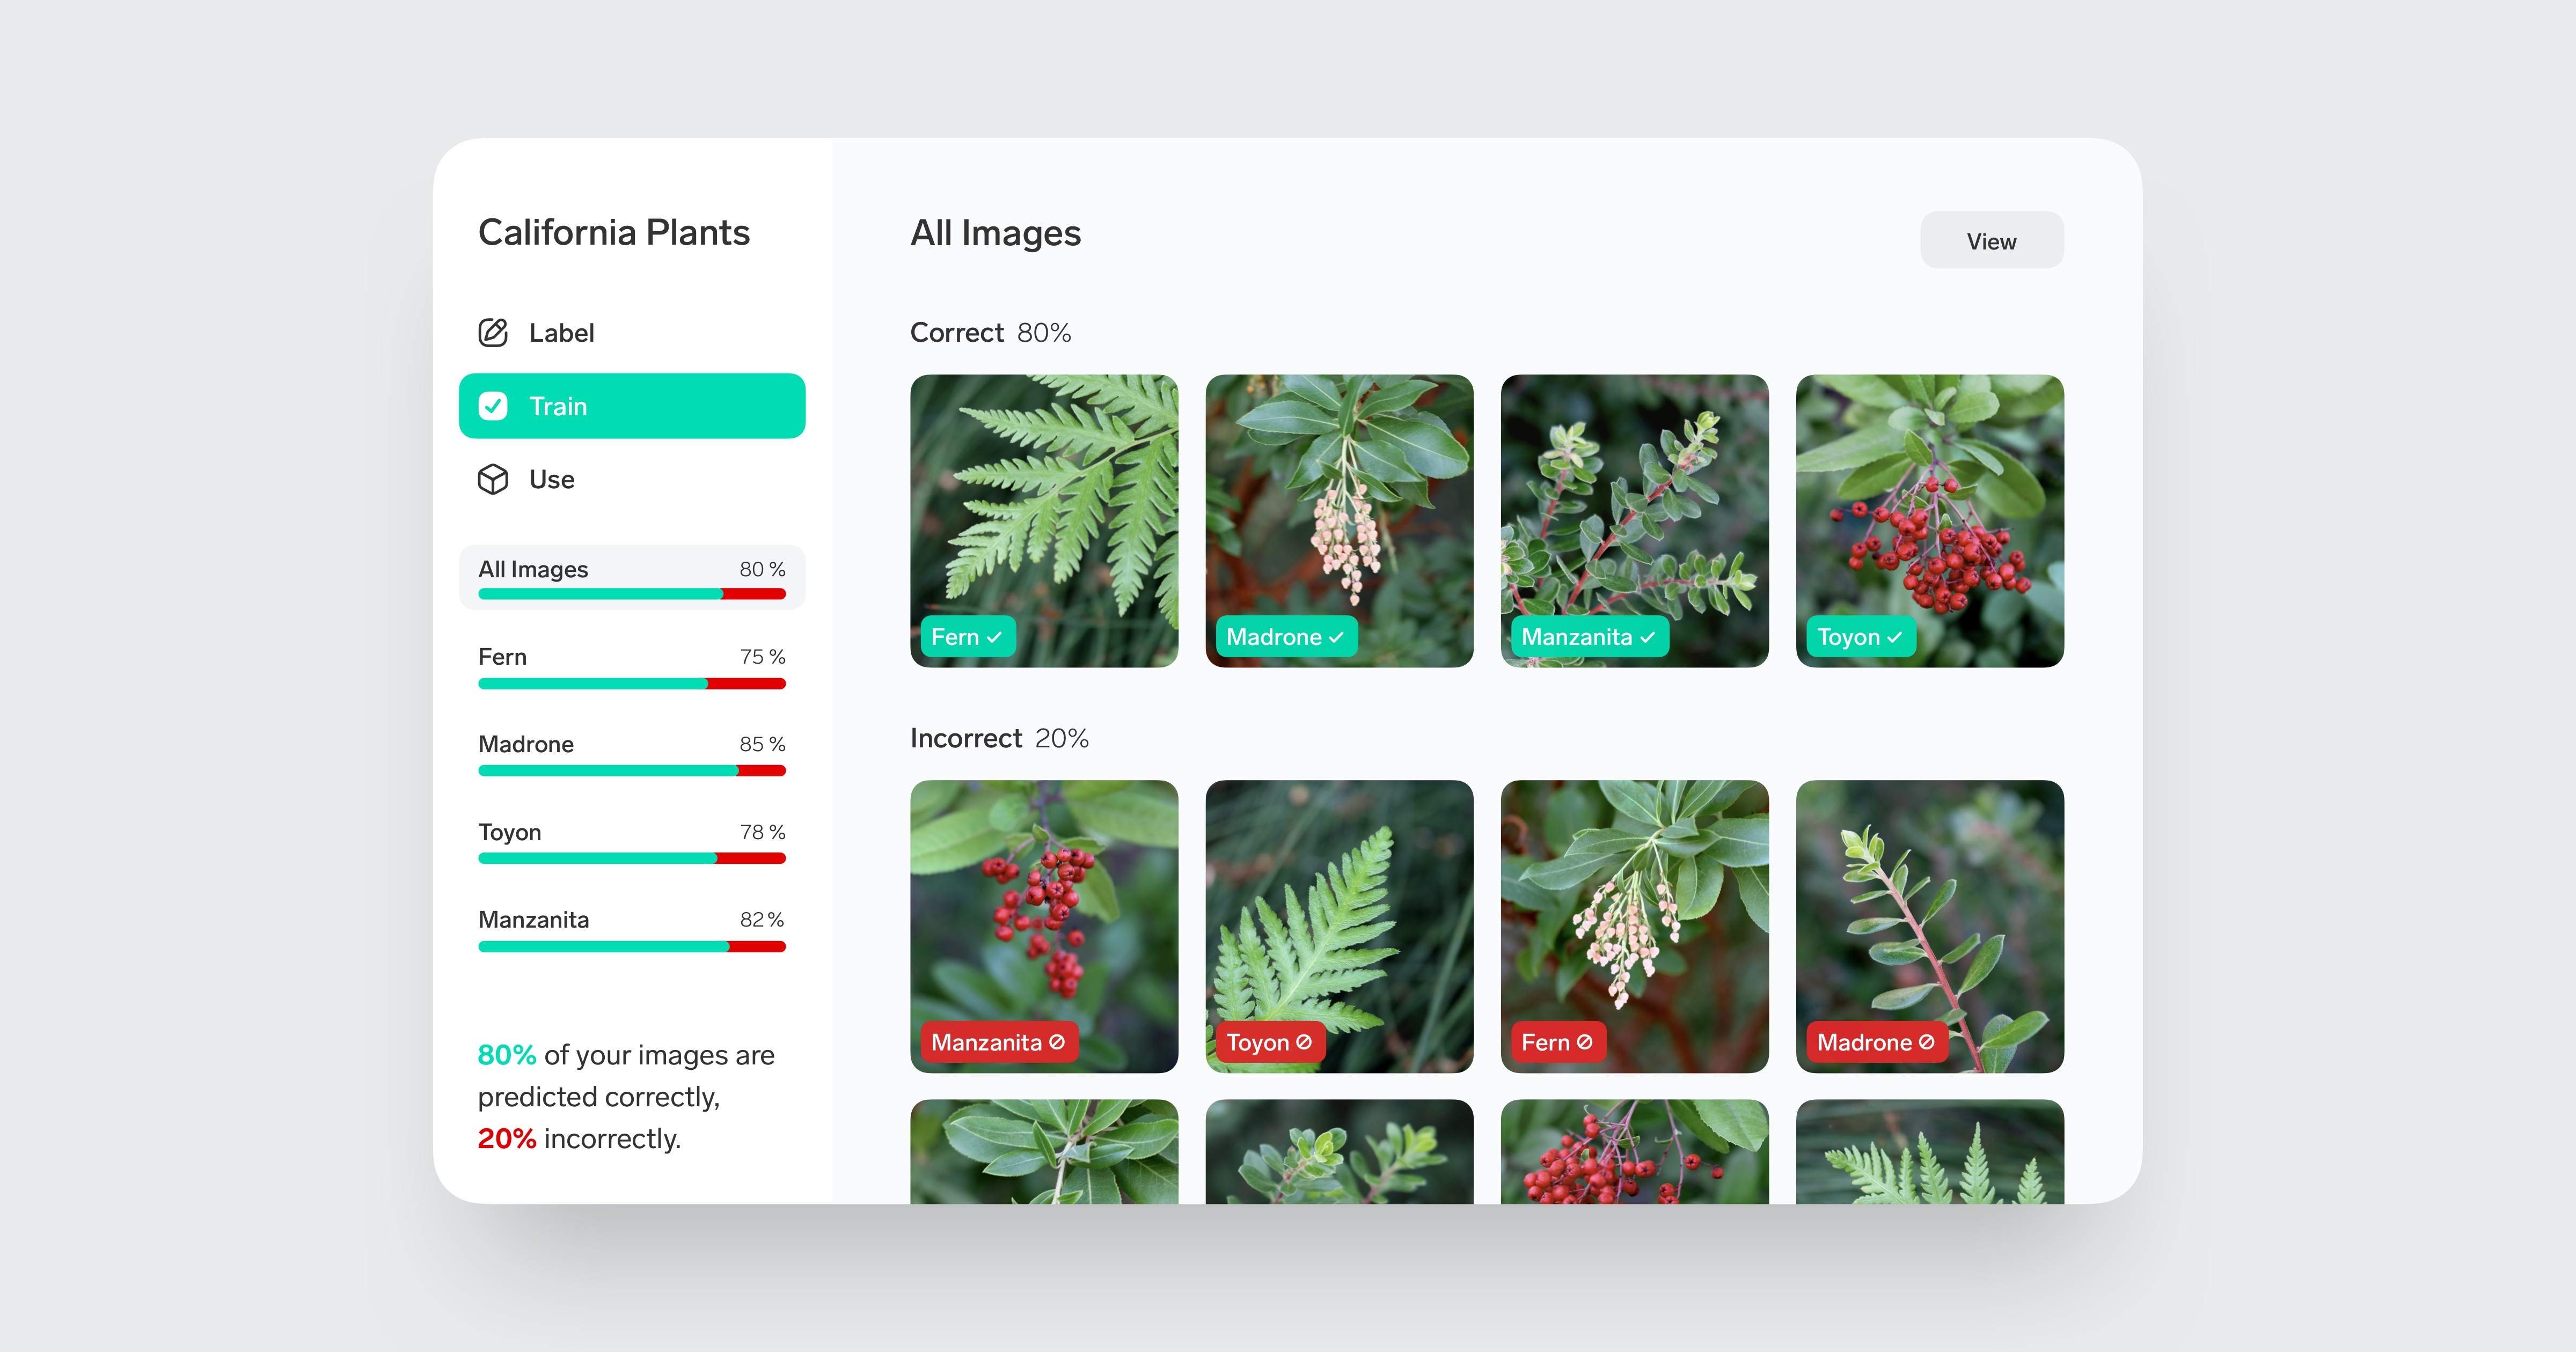 California Plants
Label
Train
Use
All Images 80 %
Fern 75 %
Madrone 85 %
Toyon 78 %
Manzanita 82 %
80% of your images are
predicted correctly,
20% incorrectly.
All Images
View
Correct 80%
Fern
Madrone
Manzanita
Toyon
Incorrect 20%
Manzanita
Toyon
Fern
Madrone